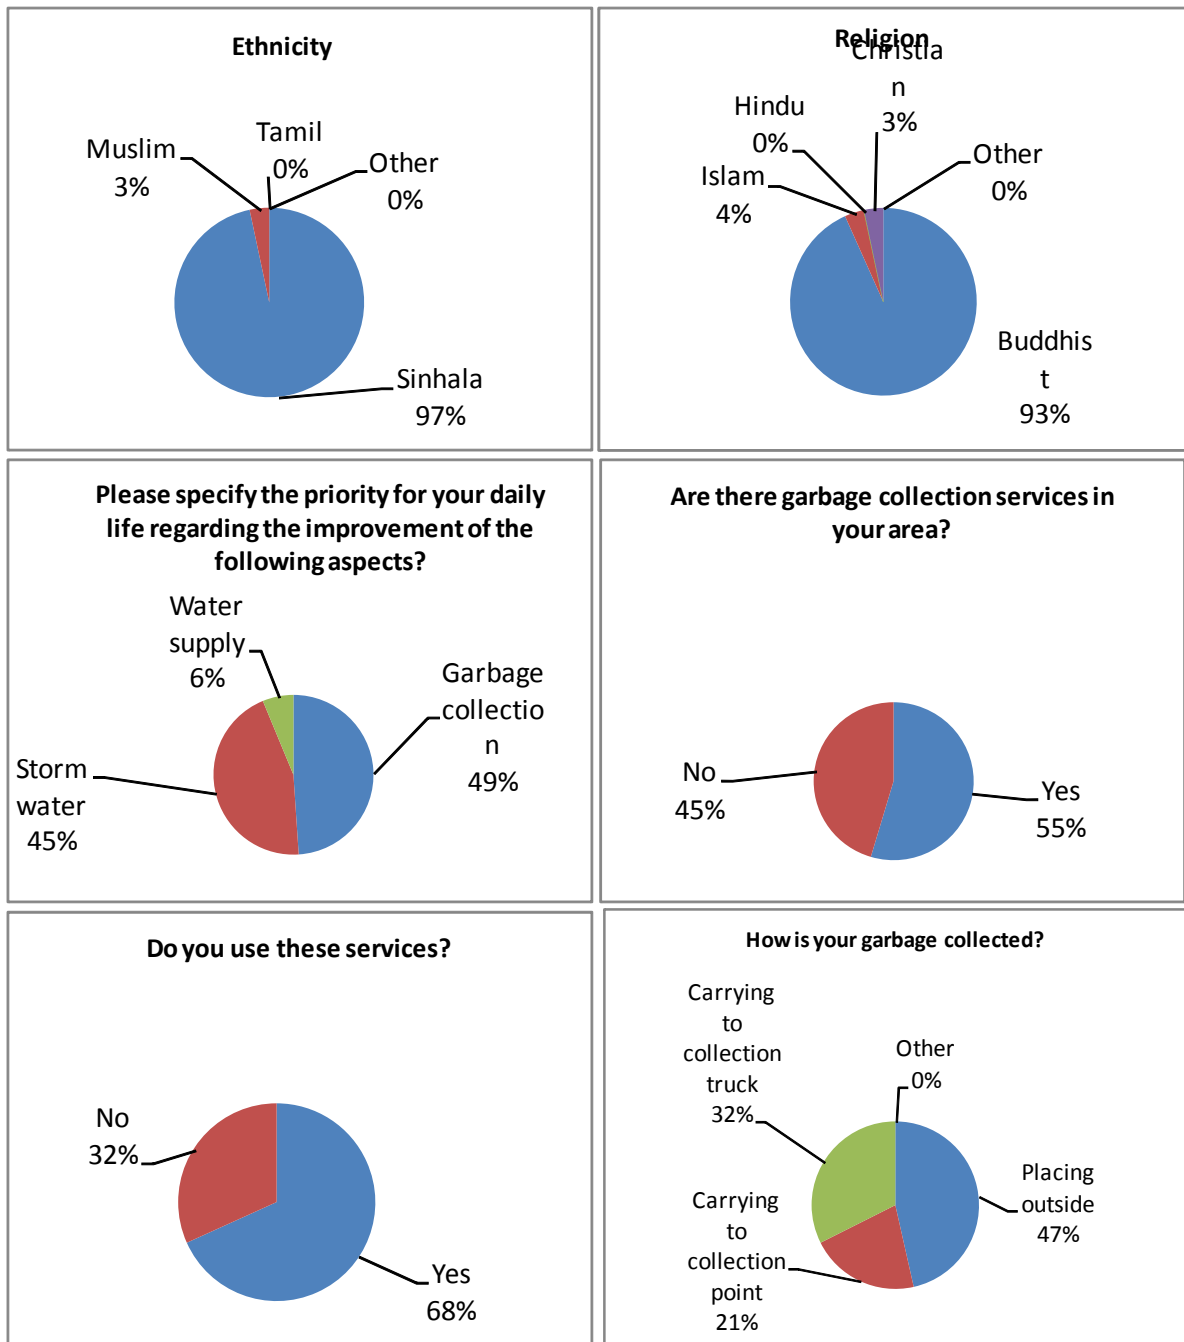 Ethnicity
Muslim
3%
Tamil
0%
Other
0%
Sinhala
97%
Religion
Christian
n
3%
Hindu
0%
Islam
4%
Other
0%
Buddhis
t
93%
Please specify the priority for your daily
life regarding the improvement of the
following aspects?
Water
supply
6%
Garbage
collectio
n
49%
Storm
water
45%
Are there garbage collection services in
your area?
No
45%
Yes
55%
Do you use these services?
No
32%
Yes
68%
How is your garbage collected?
Carrying
to
collection
truck
32%
Other
0%
Placing
outside
47%
Carrying
to
collection
point
21%